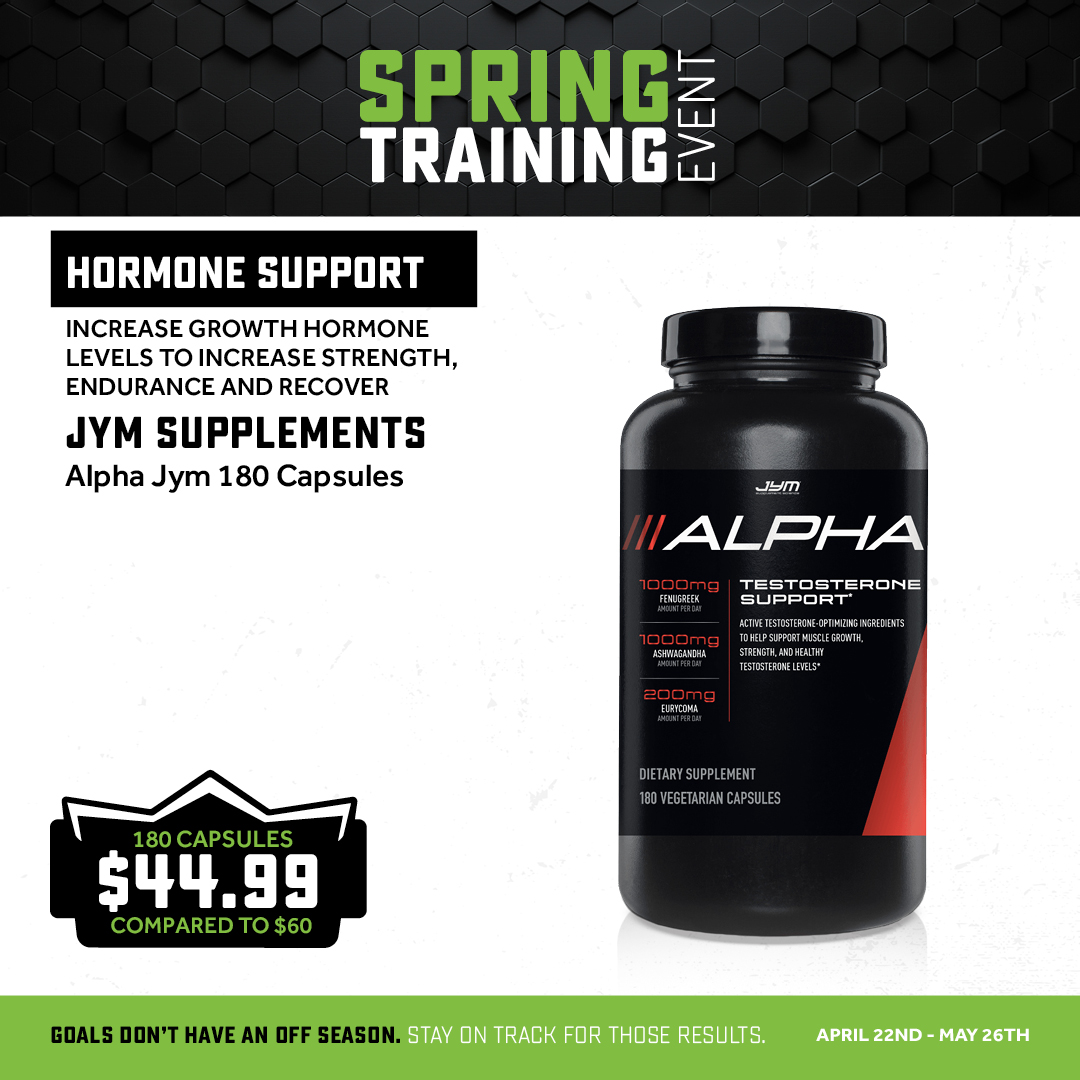 SPRING
TRAINING
EVENT
HORMONE SUPPORT
INCREASE GROWTH HORMONE
LEVELS TO INCREASE STRENGTH,
ENDURANCE AND RECOVER
JYM SUPPLEMENTS
Alpha Jym 180 Capsules
JYM
ALPHA
1000mg
FENUGREEK
AMOUNT PER DAY
1000mg
ASHWAGANDHA
AMOUNT PER DAY
200mg
EURYCOMA
AMOUNT PER DAY
TESTOSTERONE
SUPPORT*
ACTIVE TESTOSTERONE-OPTIMIZING INGREDIENTS
TO HELP SUPPORT MUSCLE GROWTH,
STRENGTH, AND HEALTHY
TESTOSTERONE LEVELS*
DIETARY SUPPLEMENT
180 VEGETARIAN CAPSULES
180 CAPSULES
$44.99
COMPARED TO $60
GOALS DON'T HAVE AN OFF SEASON. STAY ON TRACK FOR THOSE RESULTS.
APRIL 22ND - MAY 26TH